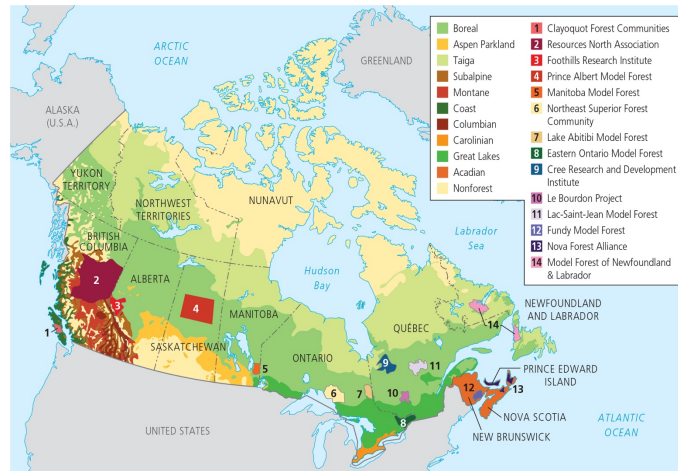 ARCTIC
OCEAN
GREENLAND
ALASKA
(U.S.A.)
YUKON
TERRITORY
NORTHWEST
TERRITORIES
NUNAVUT
BRITISH
COLUMBIA
ALBERTA
Hudson
Bay
Labrador
Sea
2
3
4
MANITOBA
SASKATCHEWAN
1
5
ONTARIO
QUÉBEC
NEWFOUNDLAND
AND LABRADOR
14
9
11
6
7
10
8
12
13
PRINCE EDWARD
ISLAND
NOVA SCOTIA
NEW BRUNSWICK
UNITED STATES
ATLANTIC
OCEAN
Boreal
Aspen Parkland
Taiga
Subalpine
Montane
Coast
Columbian
Carolinian
Great Lakes
Acadian
Nonforest
1 Clayoquot Forest Communities
2 Resources North Association
3 Foothills Research Institute
4 Prince Albert Model Forest
5 Manitoba Model Forest
6 Northeast Superior Forest
Community
7 Lake Abitibi Model Forest
8 Eastern Ontario Model Forest
9 Cree Research and Development
Institute
10 Le Bourdon Project
11 Lac-Saint-Jean Model Forest
12 Fundy Model Forest
13 Nova Forest Alliance
14 Model Forest of Newfoundland
& Labrador